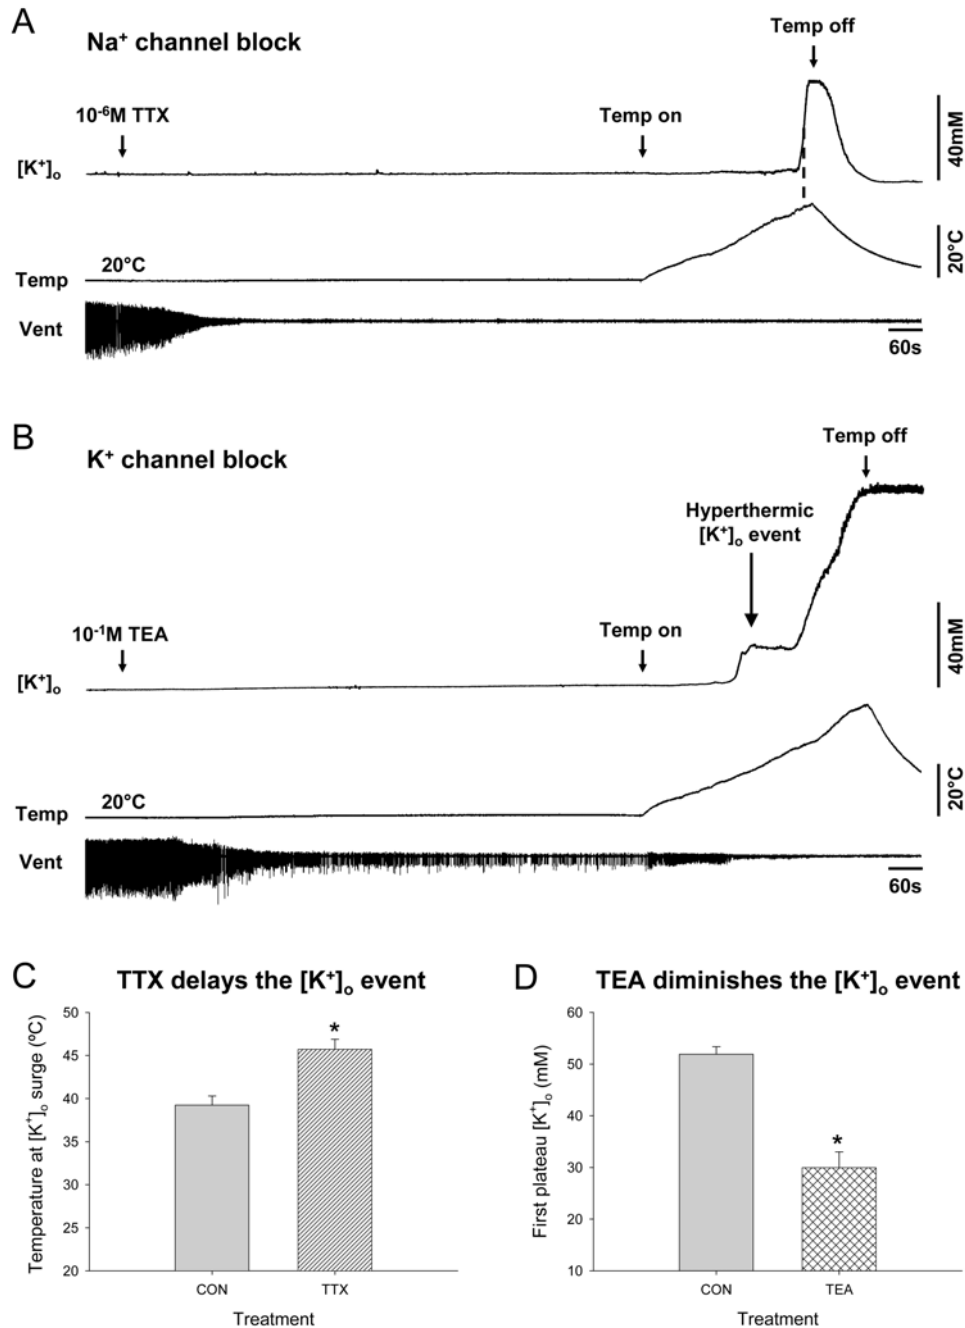 A
Na⁺ channel block
Temp off
10⁻⁶M TTX
Temp on
[K⁺]ₒ
40mM
20°C
Temp
20°C
Vent
60s
B
K⁺ channel block
Temp off
Hyperthermic
[K⁺]ₒ event
10⁻¹M TEA
Temp on
[K⁺]ₒ
40mM
20°C
Temp
20°C
Vent
60s
C
TTX delays the [K⁺]ₒ event
Temperature at [K⁺]ₒ surge (ºC)
50
45
40
35
30
25
20
*
CON
TTX
Treatment
D
TEA diminishes the [K⁺]ₒ event
First plateau [K⁺]ₒ (mM)
60
50
40
30
20
10
*
CON
TEA
Treatment